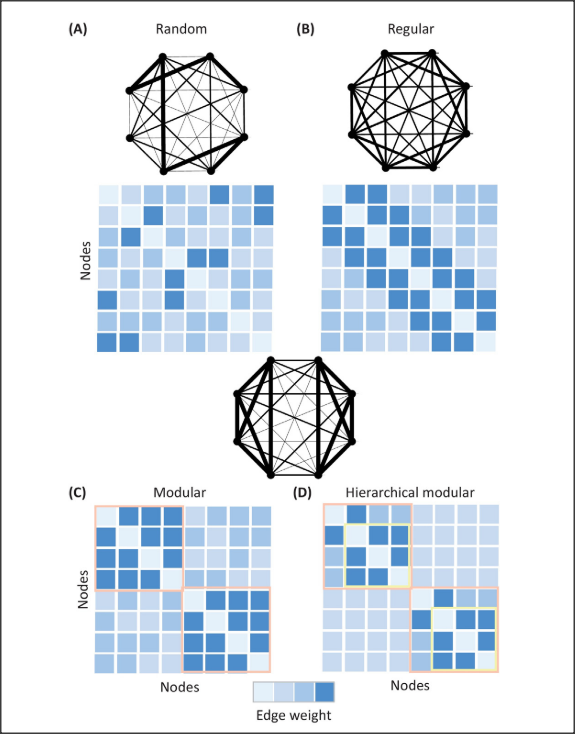 (A) Random
(B) Regular
Nodes
(C) Modular
(D) Hierarchical modular
Nodes
Nodes
Nodes
Edge weight